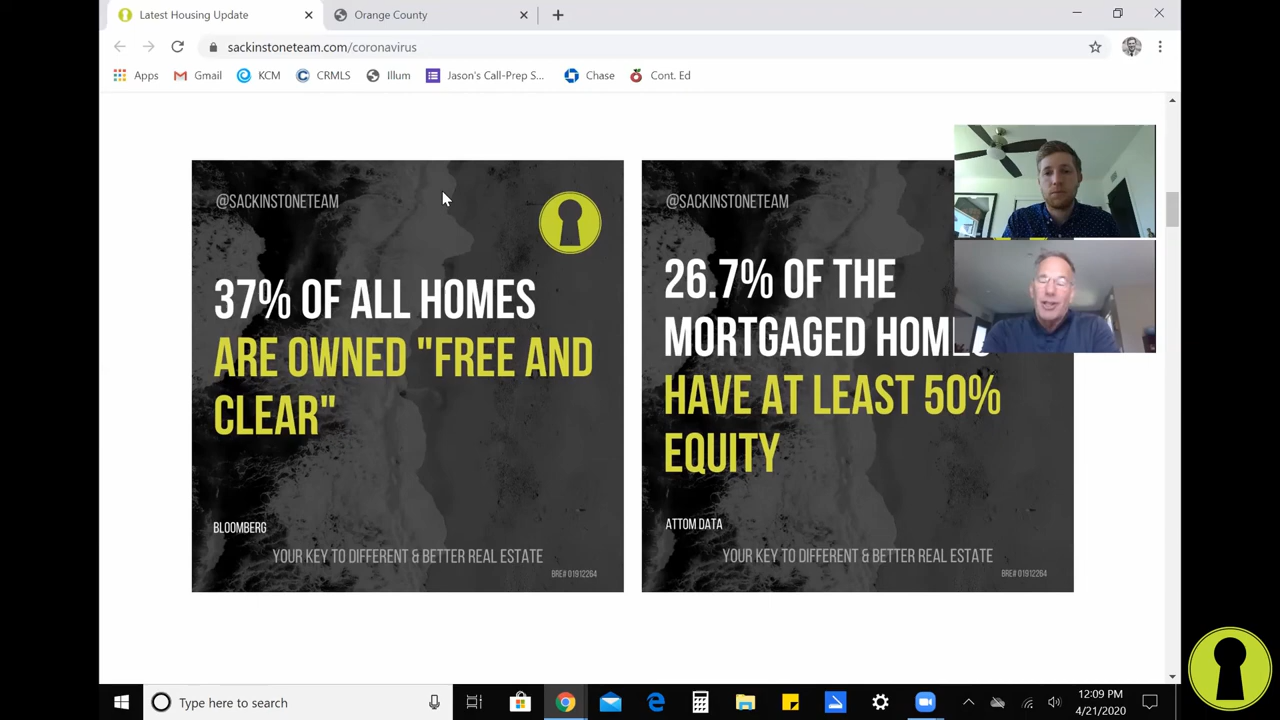 Latest Housing Update
Orange County
sackinstoneteam.com/coronavirus
Apps
Gmail
KCM
CRMLS
Illum
Jason's Call-Prep S...
Chase
Cont. Ed
@SACKINSTONETEAM
37% OF ALL HOMES
ARE OWNED "FREE AND
CLEAR"
BLOOMBERG
YOUR KEY TO DIFFERENT & BETTER REAL ESTATE
BRE# 01912264
@SACKINSTONETEAM
26.7% OF THE
MORTGAGED
HAVE AT LEAST 50%
EQUITY
ATTOM DATA
YOUR KEY TO DIFFERENT & BETTER REAL ESTATE
BRE# 01912264
Type here to search
12:09 PM
4/21/2020